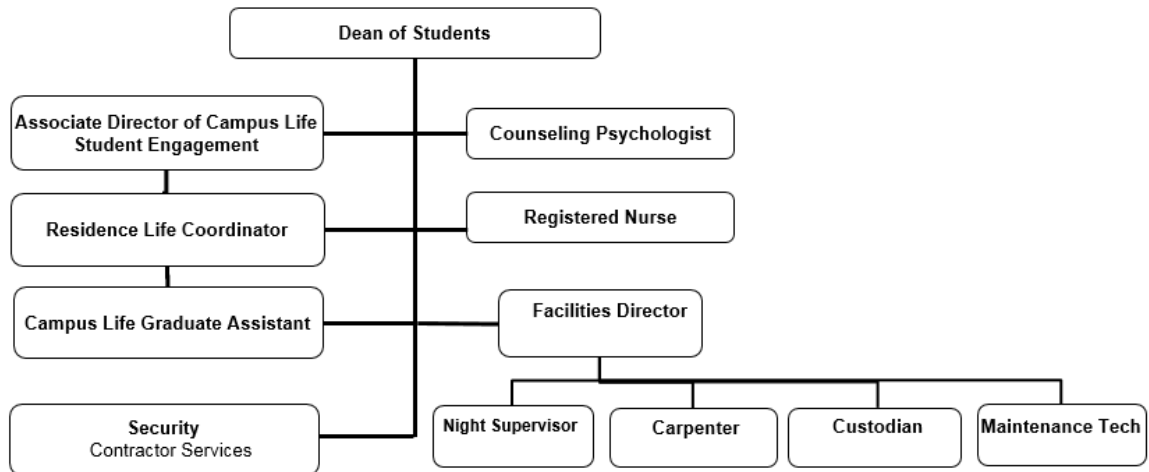 Dean of Students
Associate Director of Campus Life
Student Engagement
Counseling Psychologist
Residence Life Coordinator
Registered Nurse
Campus Life Graduate Assistant
Facilities Director
Security
Contractor Services
Night Supervisor
Carpenter
Custodian
Maintenance Tech